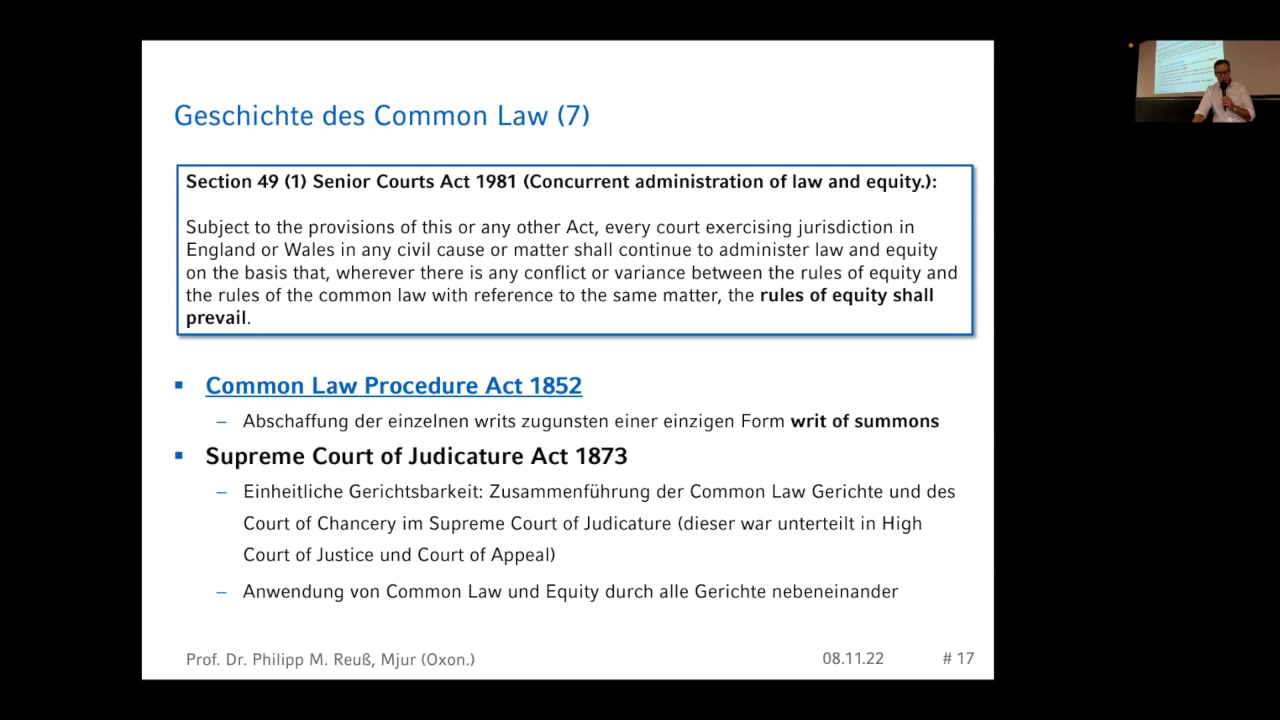 Geschichte des Common Law (7)
Section 49 (1) Senior Courts Act 1981 (Concurrent administration of law and equity.):
Subject to the provisions of this or any other Act, every court exercising jurisdiction in
England or Wales in any civil cause or matter shall continue to administer law and equity
on the basis that, wherever there is any conflict or variance between the rules of equity and
the rules of the common law with reference to the same matter, the rules of equity shall
prevail.
▪ Common Law Procedure Act 1852
– Abschaffung der einzelnen writs zugunsten einer einzigen Form writ of summons
▪ Supreme Court of Judicature Act 1873
– Einheitliche Gerichtsbarkeit: Zusammenführung der Common Law Gerichte und des
Court of Chancery im Supreme Court of Judicature (dieser war unterteilt in High
Court of Justice und Court of Appeal)
– Anwendung von Common Law und Equity durch alle Gerichte nebeneinander
Prof. Dr. Philipp M. Reuß, Mjur (Oxon.) 08.11.22 # 17